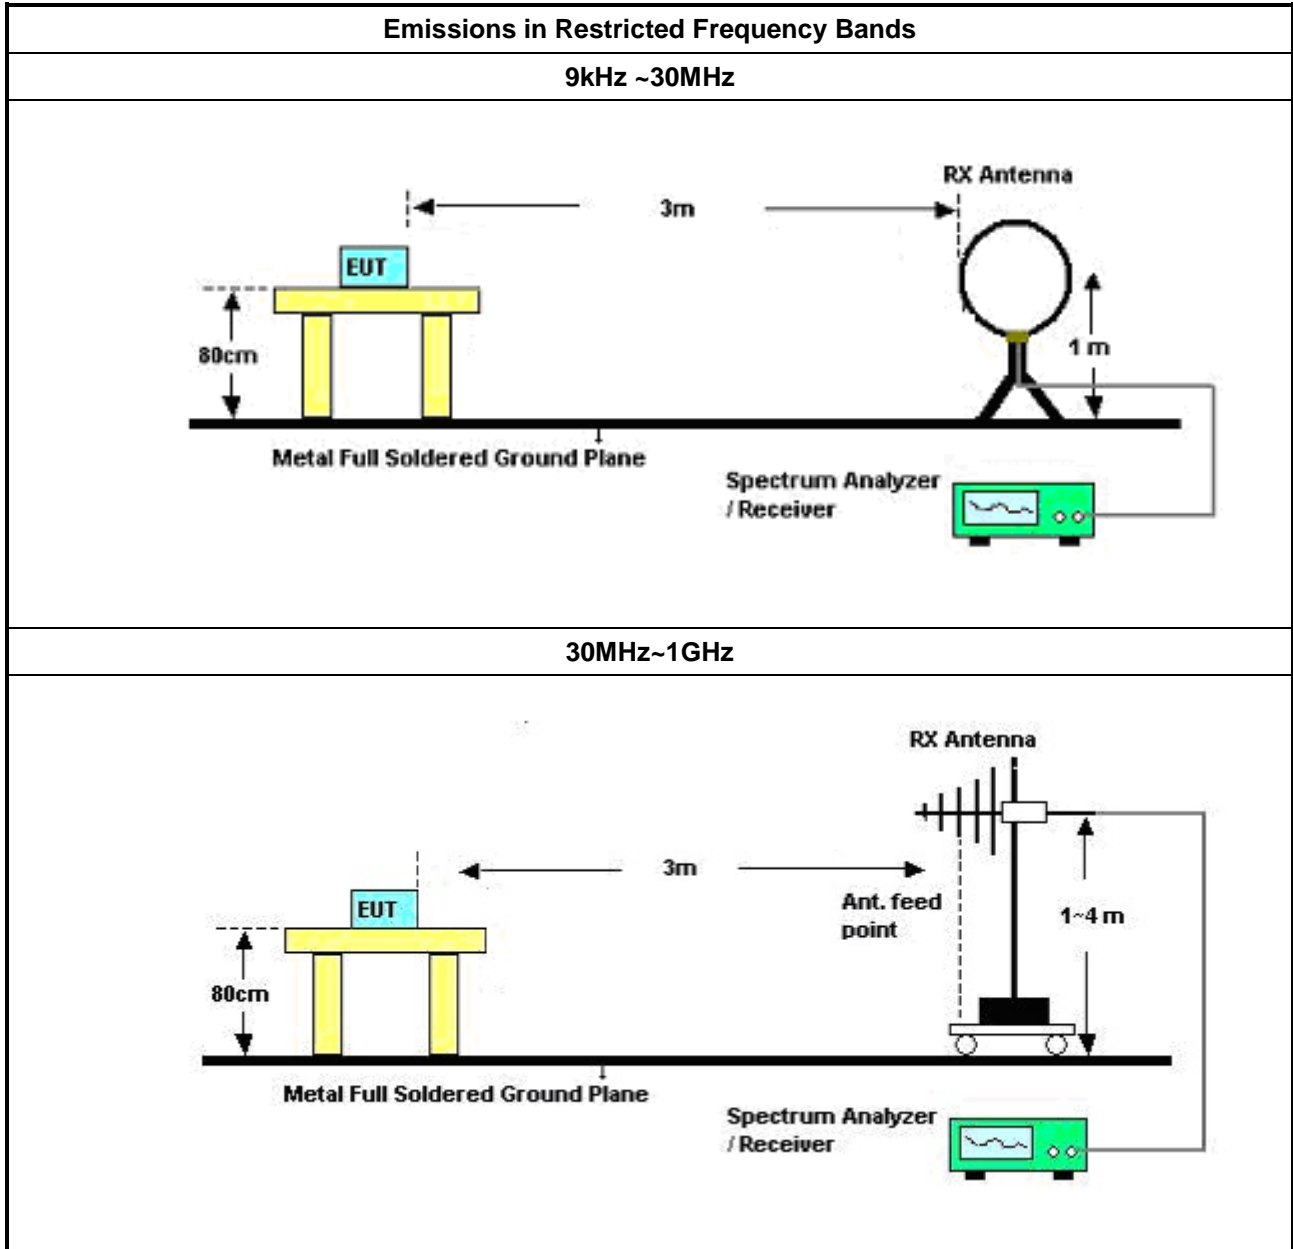 Emissions in Restricted Frequency Bands
9kHz ~30MHz
RX Antenna
3m
EUT
80cm
1 m
Metal Full Soldered Ground Plane
Spectrum Analyzer
/ Receiver
30MHz~1GHz
RX Antenna
3m
Ant. feed
point
EUT
1~4 m
80cm
Metal Full Soldered Ground Plane
Spectrum Analyzer
/ Receiver